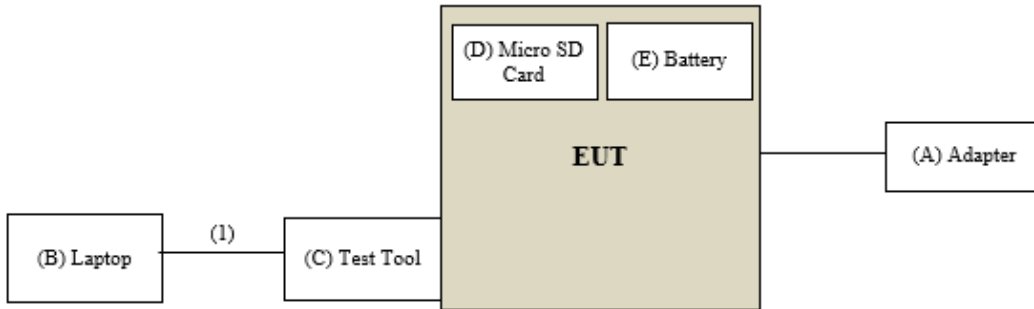 (D) Micro SD
Card
(E) Battery
EUT
(A) Adapter
(1)
(B) Laptop
(C) Test Tool